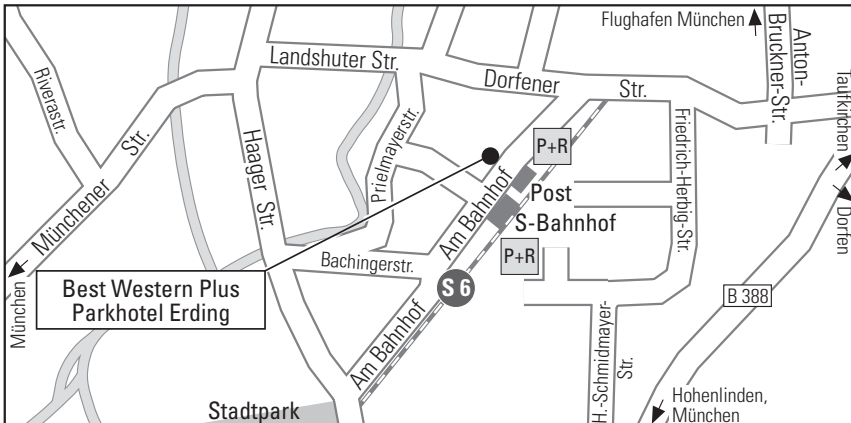 Flughafen München
Anton-
Bruckner-Str.
Landshuter Str.
Dorfener
Str.
Taufkirchen
Riverastr.
Münchener
Str.
Haager Str.
Prielmayerstr.
P+R
Friedrich-Herbig-Str.
Am Bahnhof
Post
S-Bahnhof
Dorfen
Bachingerstr.
P+R
München
Best Western Plus
Parkhotel Erding
S 6
B 388
Am Bahnhof
H.-Schmidmayer-
Str.
Stadtpark
Hohenlinden,
München